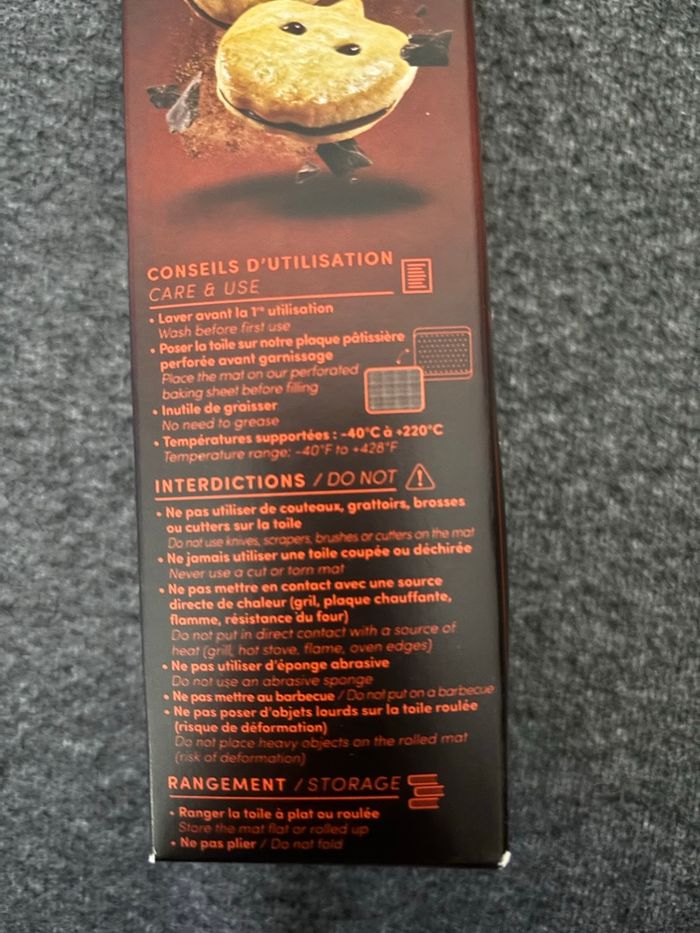 CONSEILS D'UTILISATION
CARE & USE
• Laver avant la 1re utilisation
Wash before first use
• Poser la toile sur notre plaque pâtissière
perforée avant garnissage
Place the mat on our perforated
baking sheet before filling
• Inutile de graisser
No need to grease
• Températures supportées : -40°C à +220°C
Temperature range: -40°F to +428°F
INTERDICTIONS / DO NOT
• Ne pas utiliser de couteaux, grattoirs, brosses
ou cutters sur la toile
Do not use knives, scrapers, brushes or cutters on the mat
• Ne jamais utiliser une toile coupée ou déchirée
Never use a cut or torn mat
• Ne pas mettre en contact avec une source
directe de chaleur (gril, plaque chauffante,
flamme, résistance du four)
Do not put in direct contact with a source of
heat (grill, hot stove, flame, oven edges)
• Ne pas utiliser d'éponge abrasive
Do not use an abrasive sponge
• Ne pas mettre au barbecue / Do not put on a barbecue
• Ne pas poser d'objets lourds sur la toile roulée
(risque de déformation)
Do not place heavy objects on the rolled mat
(risk of deformation)
RANGEMENT / STORAGE
• Ranger la toile à plat ou roulée
Store the mat flat or rolled up
• Ne pas plier / Do not fold